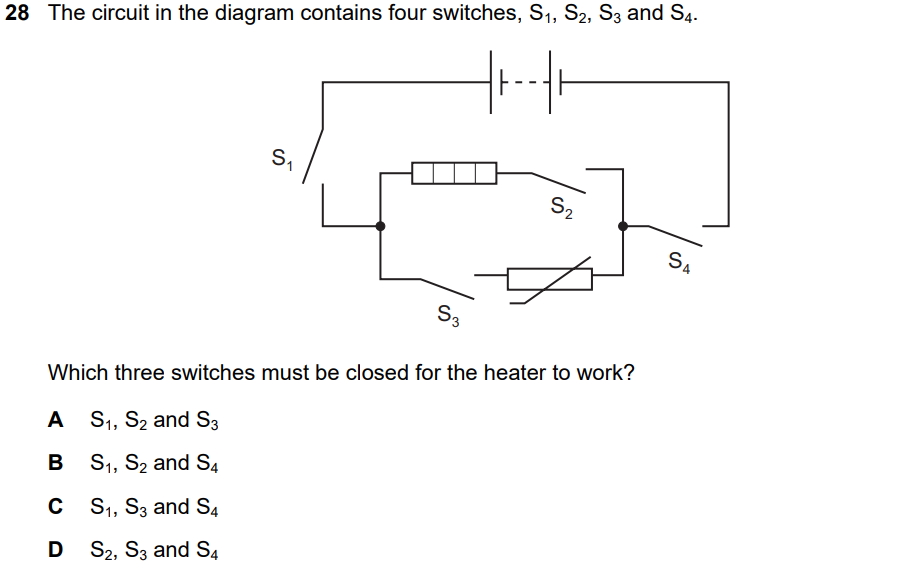 28 The circuit in the diagram contains four switches, S₁, S₂, S₃ and S₄.
S₁
S₂
S₄
S₃
Which three switches must be closed for the heater to work?
A S₁, S₂ and S₃
B S₁, S₂ and S₄
C S₁, S₃ and S₄
D S₂, S₃ and S₄